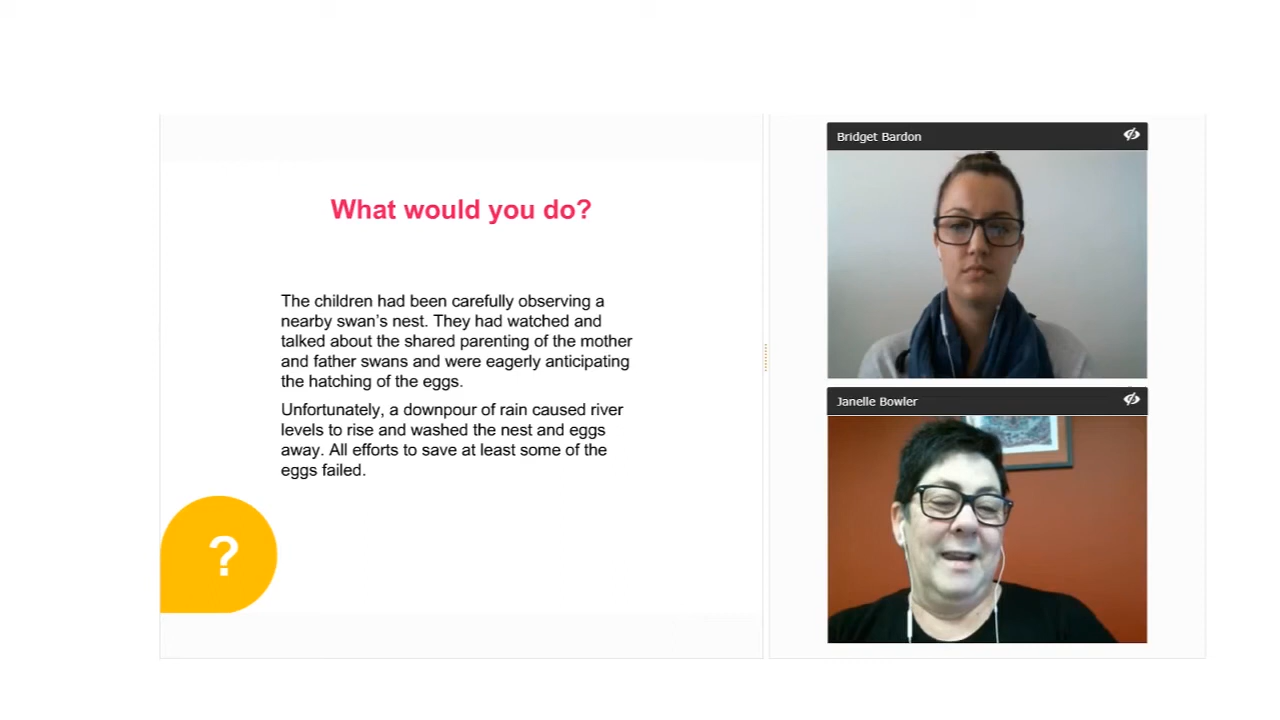 What would you do?
The children had been carefully observing a
nearby swan's nest. They had watched and
talked about the shared parenting of the mother
and father swans and were eagerly anticipating
the hatching of the eggs.
Unfortunately, a downpour of rain caused river
levels to rise and washed the nest and eggs
away. All efforts to save at least some of the
eggs failed.
?
Bridget Bardon
Janelle Bowler